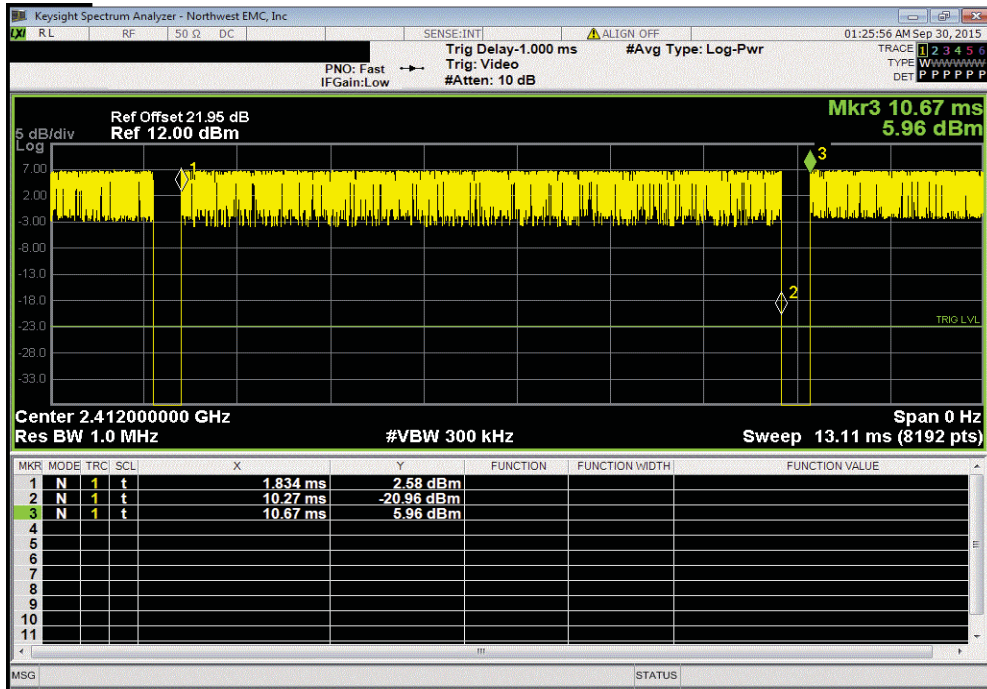 Keysight Spectrum Analyzer - Northwest EMC, Inc
LXI RL RF 50 Ω DC SENSE:INT ALIGN OFF 01:25:56 AM Sep 30, 2015
Trig Delay-1.000 ms #Avg Type: Log-Pwr TRACE 1 2 3 4 5 6
PNO: Fast Trig: Video TYPE WWWWWW
IFGain:Low #Atten: 10 dB DET P P P P P P
Mkr3 10.67 ms
5.96 dBm
Ref Offset 21.95 dB
5 dB/div Ref 12.00 dBm
Log
7.00
2.00
-3.00
-8.00
-13.0
-18.0
-23.0
-28.0
-33.0
1
2
3
TRIG LVL
Center 2.412000000 GHz Span 0 Hz
Res BW 1.0 MHz #VBW 300 kHz Sweep 13.11 ms (8192 pts)
MKR MODE TRC SCL X Y FUNCTION FUNCTION WIDTH FUNCTION VALUE
1 N 1 t 1.834 ms 2.58 dBm
2 N 1 t 10.27 ms -20.96 dBm
3 N 1 t 10.67 ms 5.96 dBm
4
5
6
7
8
9
10
11
MSG STATUS